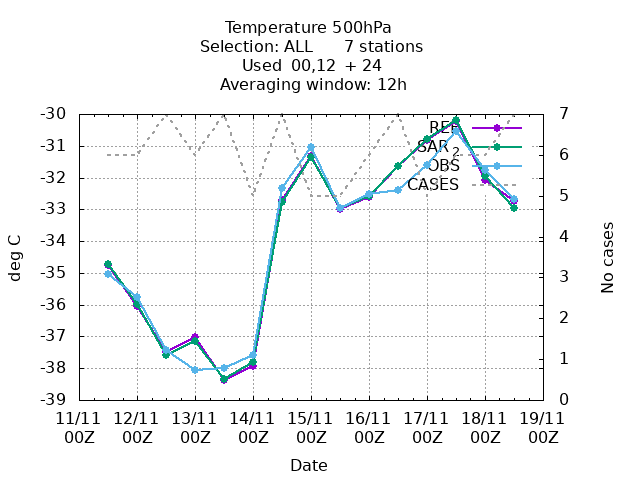 Temperature 500hPa
Selection: ALL 7 stations
Used 00,12 + 24
Averaging window: 12h
-30 7
REF
-31
SAR_2
-32 6
OBS
CASES
-33 5
-34 4
-35 3
-36 2
-37 1
-38
-39 0
deg C
No cases
11/11 12/11 13/11 14/11 15/11 16/11 17/11 18/11 19/11
00Z 00Z 00Z 00Z 00Z 00Z 00Z 00Z 00Z
Date